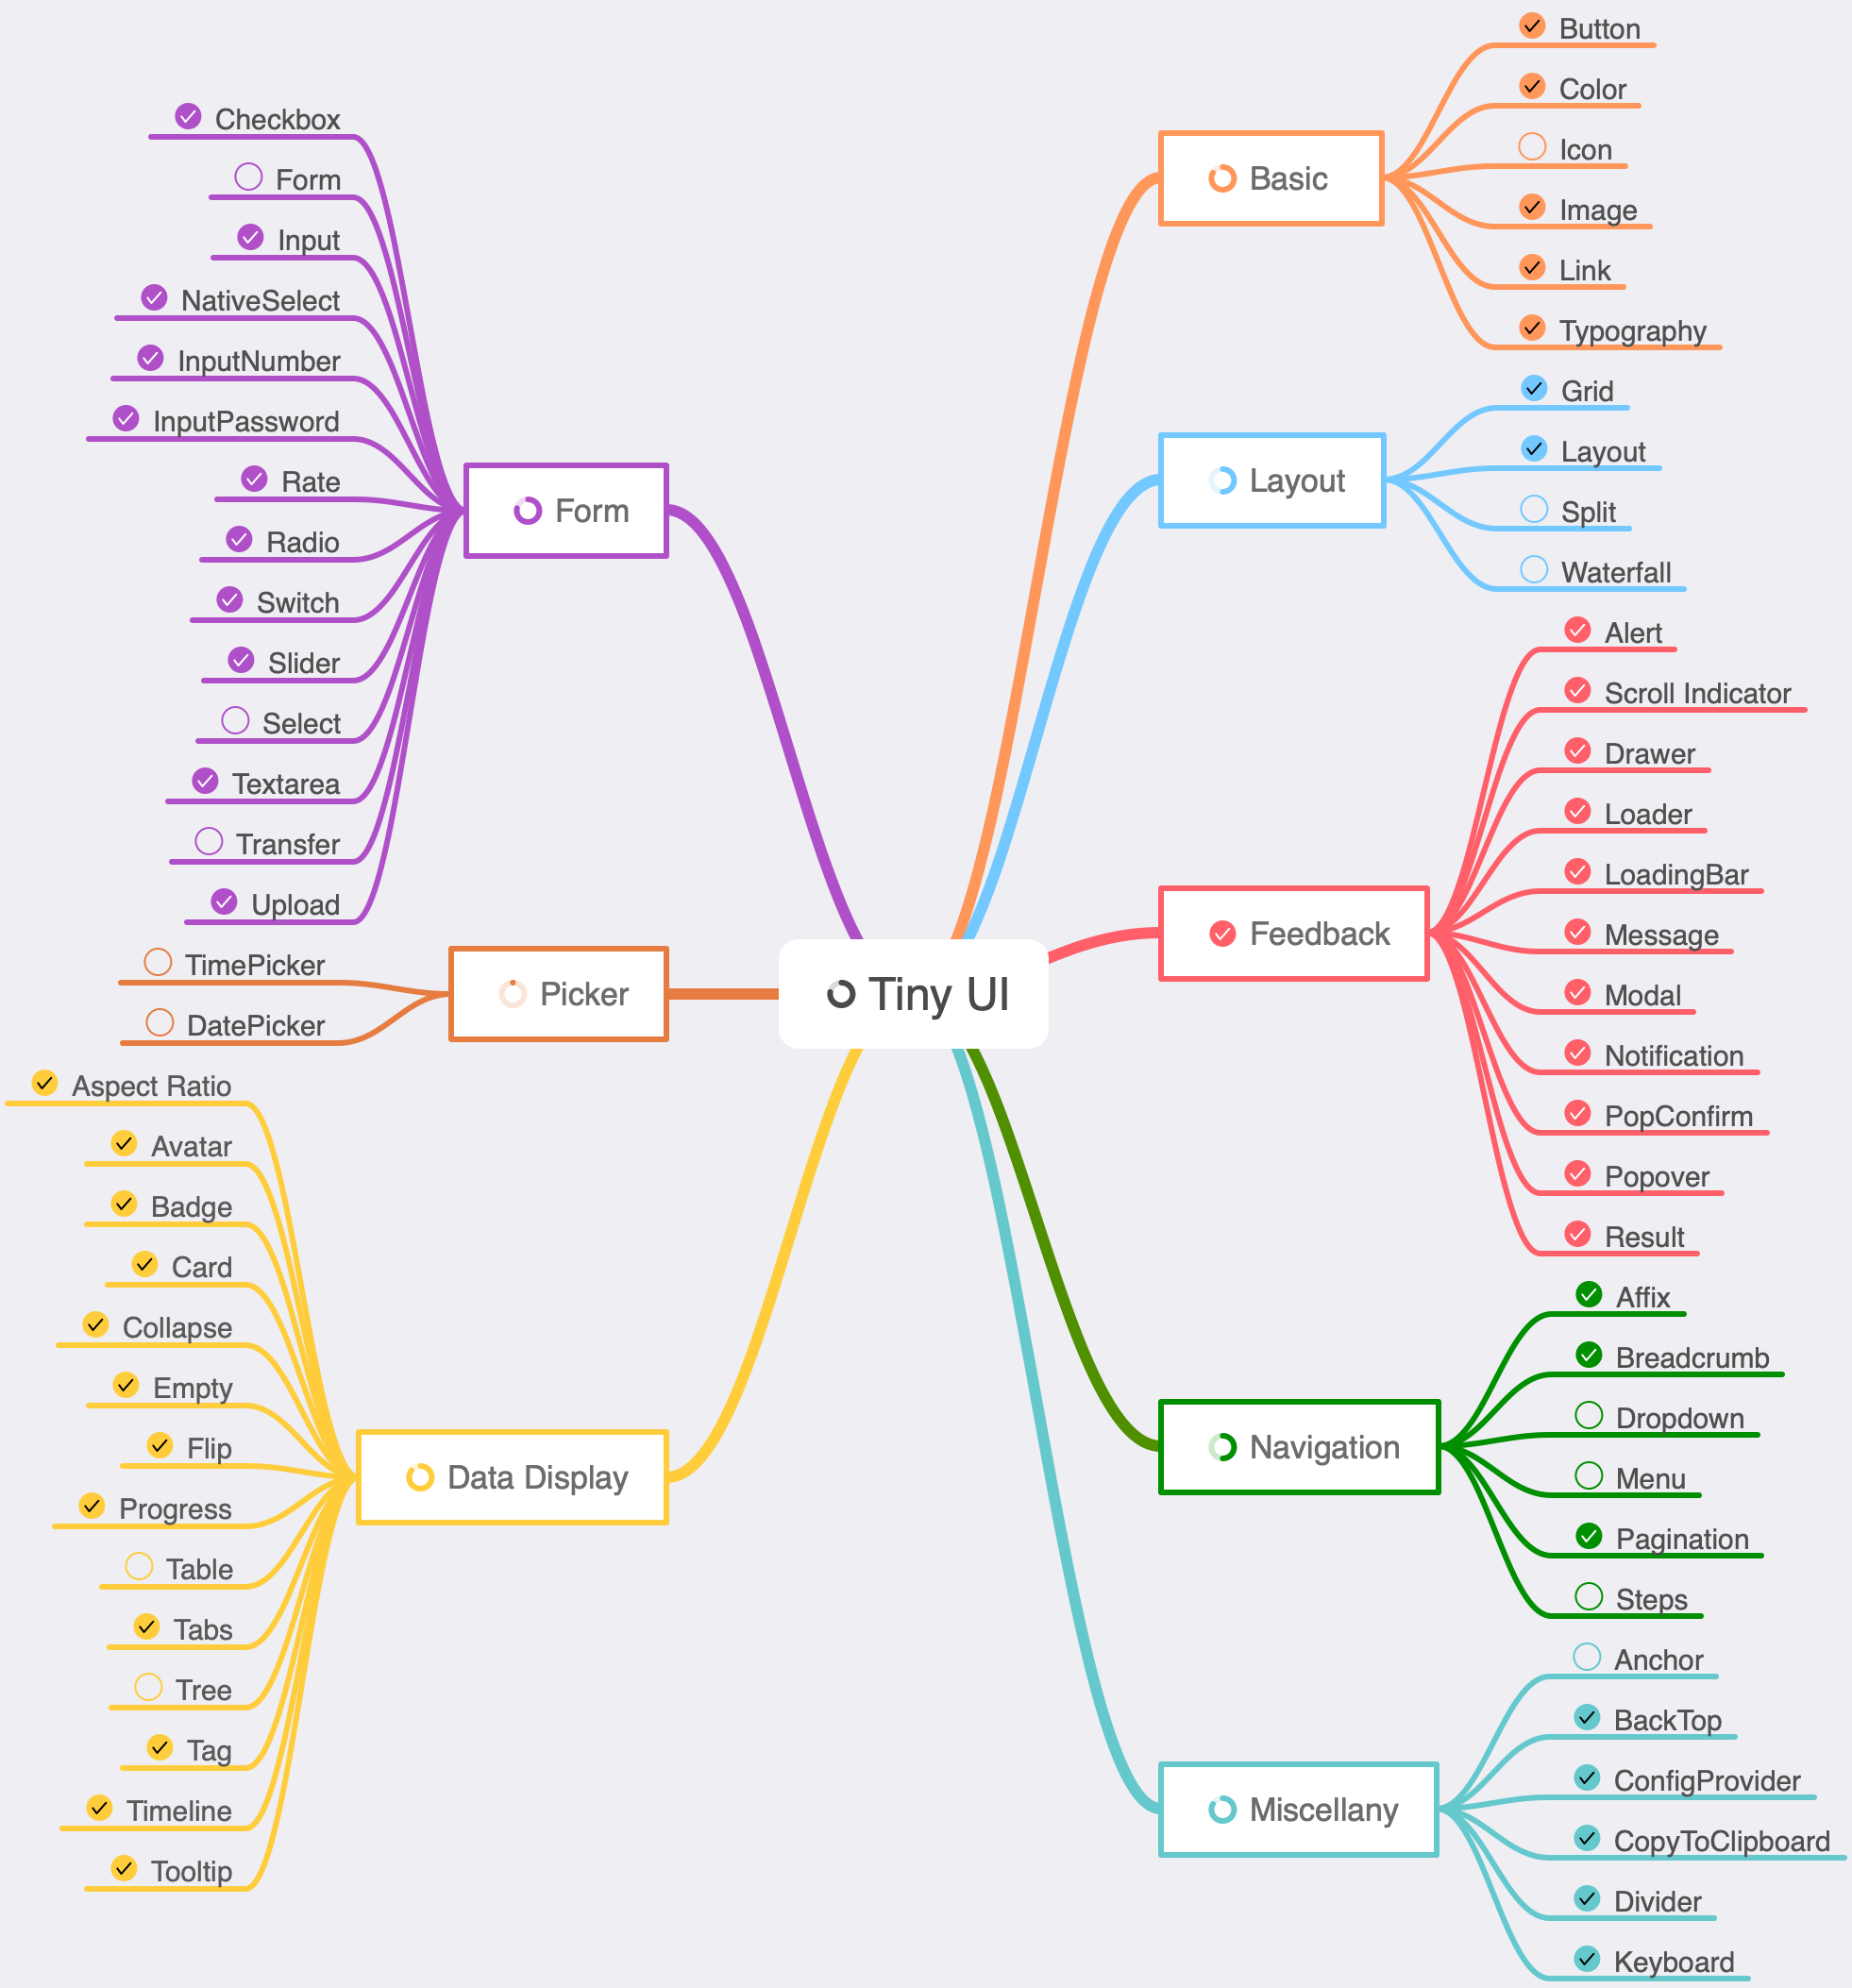 Tiny UI
Basic
Button
Color
Icon
Image
Link
Typography
Layout
Grid
Layout
Split
Waterfall
Feedback
Alert
Scroll Indicator
Drawer
Loader
LoadingBar
Message
Modal
Notification
PopConfirm
Popover
Result
Navigation
Affix
Breadcrumb
Dropdown
Menu
Pagination
Steps
Miscellany
Anchor
BackTop
ConfigProvider
CopyToClipboard
Divider
Keyboard
Form
Checkbox
Form
Input
NativeSelect
InputNumber
InputPassword
Rate
Radio
Switch
Slider
Select
Textarea
Transfer
Upload
Picker
TimePicker
DatePicker
Data Display
Aspect Ratio
Avatar
Badge
Card
Collapse
Empty
Flip
Progress
Table
Tabs
Tree
Tag
Timeline
Tooltip